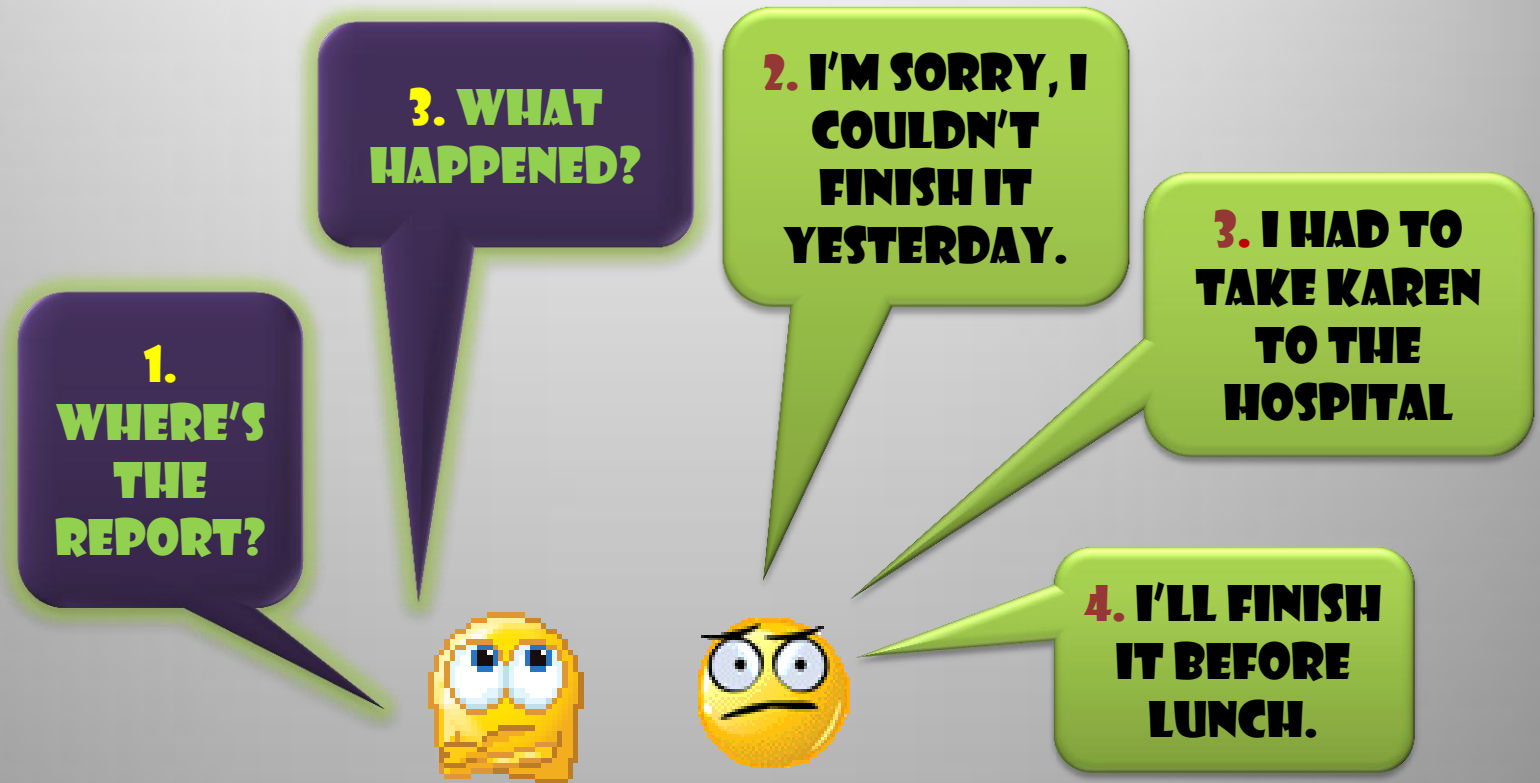 1.
WHERE'S
THE
REPORT?
3. WHAT
HAPPENED?
2. I'M SORRY, I
COULDN'T
FINISH IT
YESTERDAY.
3. I HAD TO
TAKE KAREN
TO THE
HOSPITAL
4. I'LL FINISH
IT BEFORE
LUNCH.